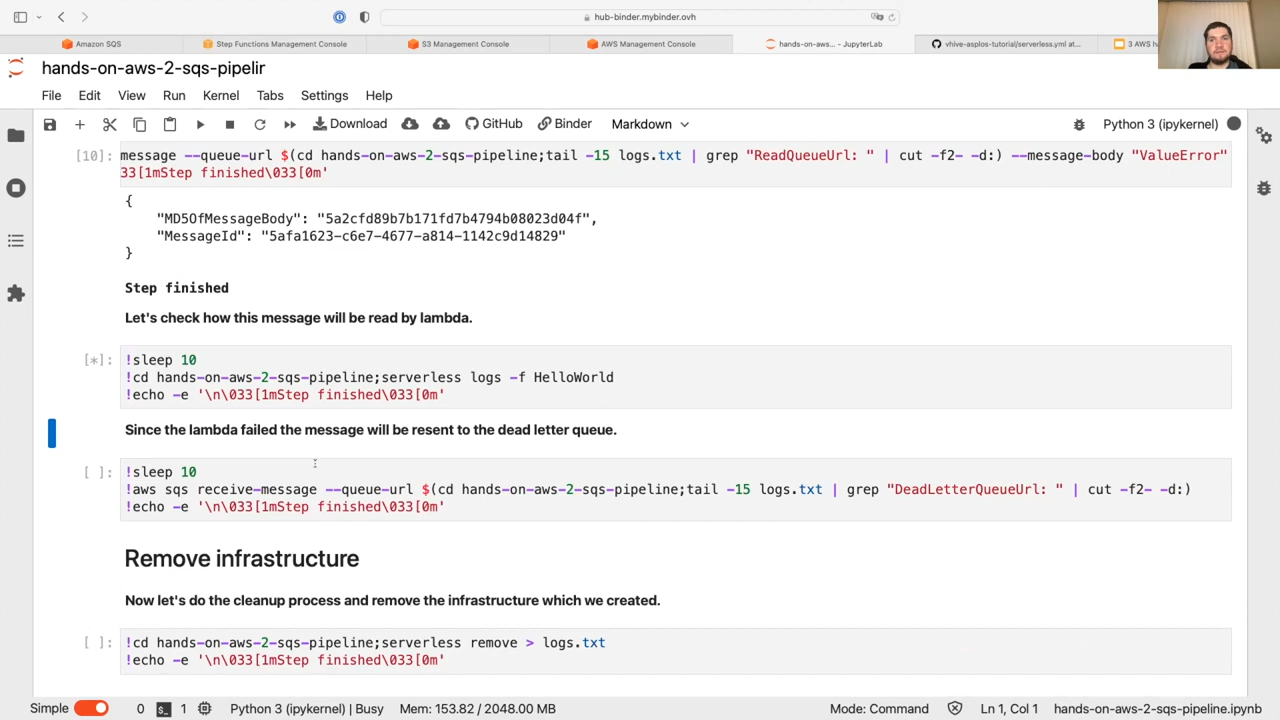 hub-binder.mybinder.ovh
Amazon SQS
Step Functions Management Console
S3 Management Console
AWS Management Console
hands-on-aws... - JupyterLab
vhive-asplos-tutorial/serverless.yml at...
3 AWS h
hands-on-aws-2-sqs-pipelir
File Edit View Run Kernel Tabs Settings Help
Download GitHub Binder Markdown Python 3 (ipykernel)
[10]: message --queue-url $(cd hands-on-aws-2-sqs-pipeline;tail -15 logs.txt | grep "ReadQueueUrl: " | cut -f2- -d:) --message-body "ValueError"
33[1mStep finished\033[0m'
{
"MD5OfMessageBody": "5a2cfd89b7b171fd7b4794b08023d04f",
"MessageId": "5afa1623-c6e7-4677-a814-1142c9d14829"
}
Step finished
Let's check how this message will be read by lambda.
[*]: !sleep 10
!cd hands-on-aws-2-sqs-pipeline;serverless logs -f HelloWorld
!echo -e '\n\033[1mStep finished\033[0m'
Since the lambda failed the message will be resent to the dead letter queue.
[ ]: !sleep 10
!aws sqs receive-message --queue-url $(cd hands-on-aws-2-sqs-pipeline;tail -15 logs.txt | grep "DeadLetterQueueUrl: " | cut -f2- -d:)
!echo -e '\n\033[1mStep finished\033[0m'
Remove infrastructure
Now let's do the cleanup process and remove the infrastructure which we created.
[ ]: !cd hands-on-aws-2-sqs-pipeline;serverless remove > logs.txt
!echo -e '\n\033[1mStep finished\033[0m'
Simple 0 1 Python 3 (ipykernel) | Busy Mem: 153.82 / 2048.00 MB Mode: Command Ln 1, Col 1 hands-on-aws-2-sqs-pipeline.ipynb